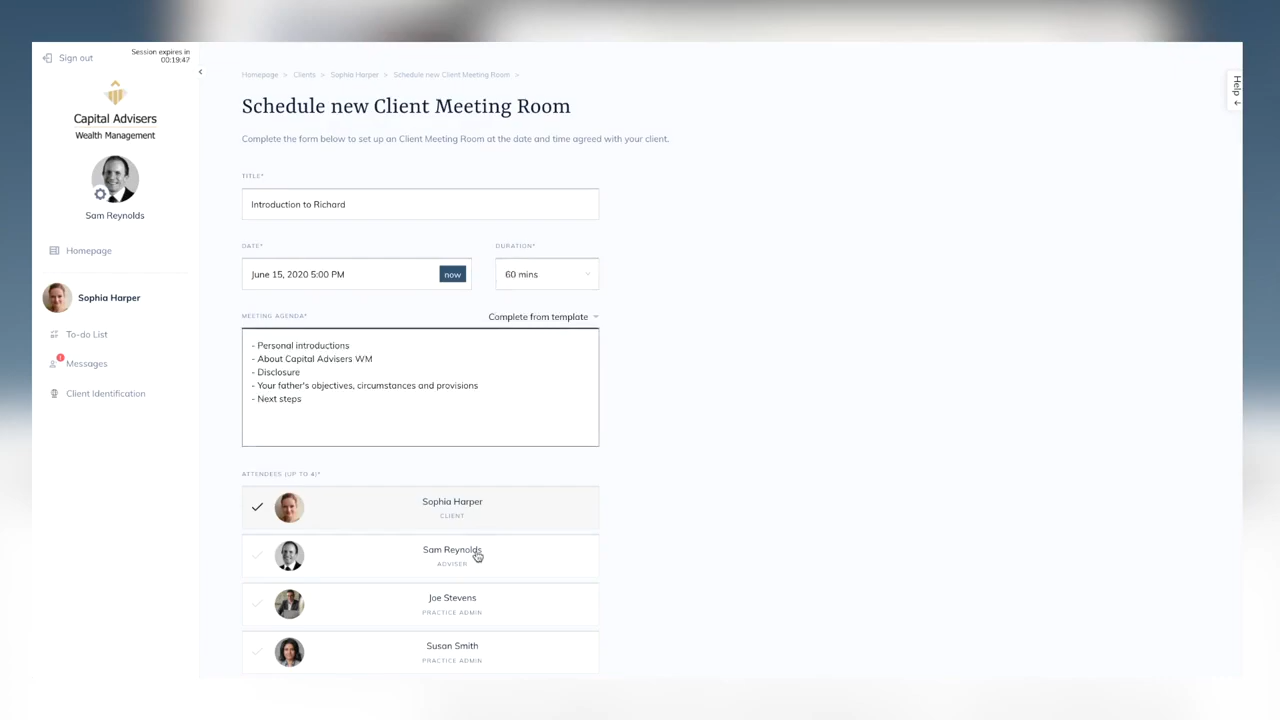 Sign out
Session expires in
00:19:47
Capital Advisers
Wealth Management
Sam Reynolds
Homepage
Sophia Harper
To-do List
1
Messages
Client Identification
<
Homepage > Clients > Sophia Harper > Schedule new Client Meeting Room >
Schedule new Client Meeting Room
Complete the form below to set up an Client Meeting Room at the date and time agreed with your client.
TITLE*
Introduction to Richard
DATE* DURATION*
June 15, 2020 5:00 PM now 60 mins
MEETING AGENDA* Complete from template
- Personal introductions
- About Capital Advisers WM
- Disclosure
- Your father's objectives, circumstances and provisions
- Next steps
ATTENDEES (UP TO 4)*
Sophia Harper
CLIENT
Sam Reynolds
ADVISER
Joe Stevens
PRACTICE ADMIN
Susan Smith
PRACTICE ADMIN
Help